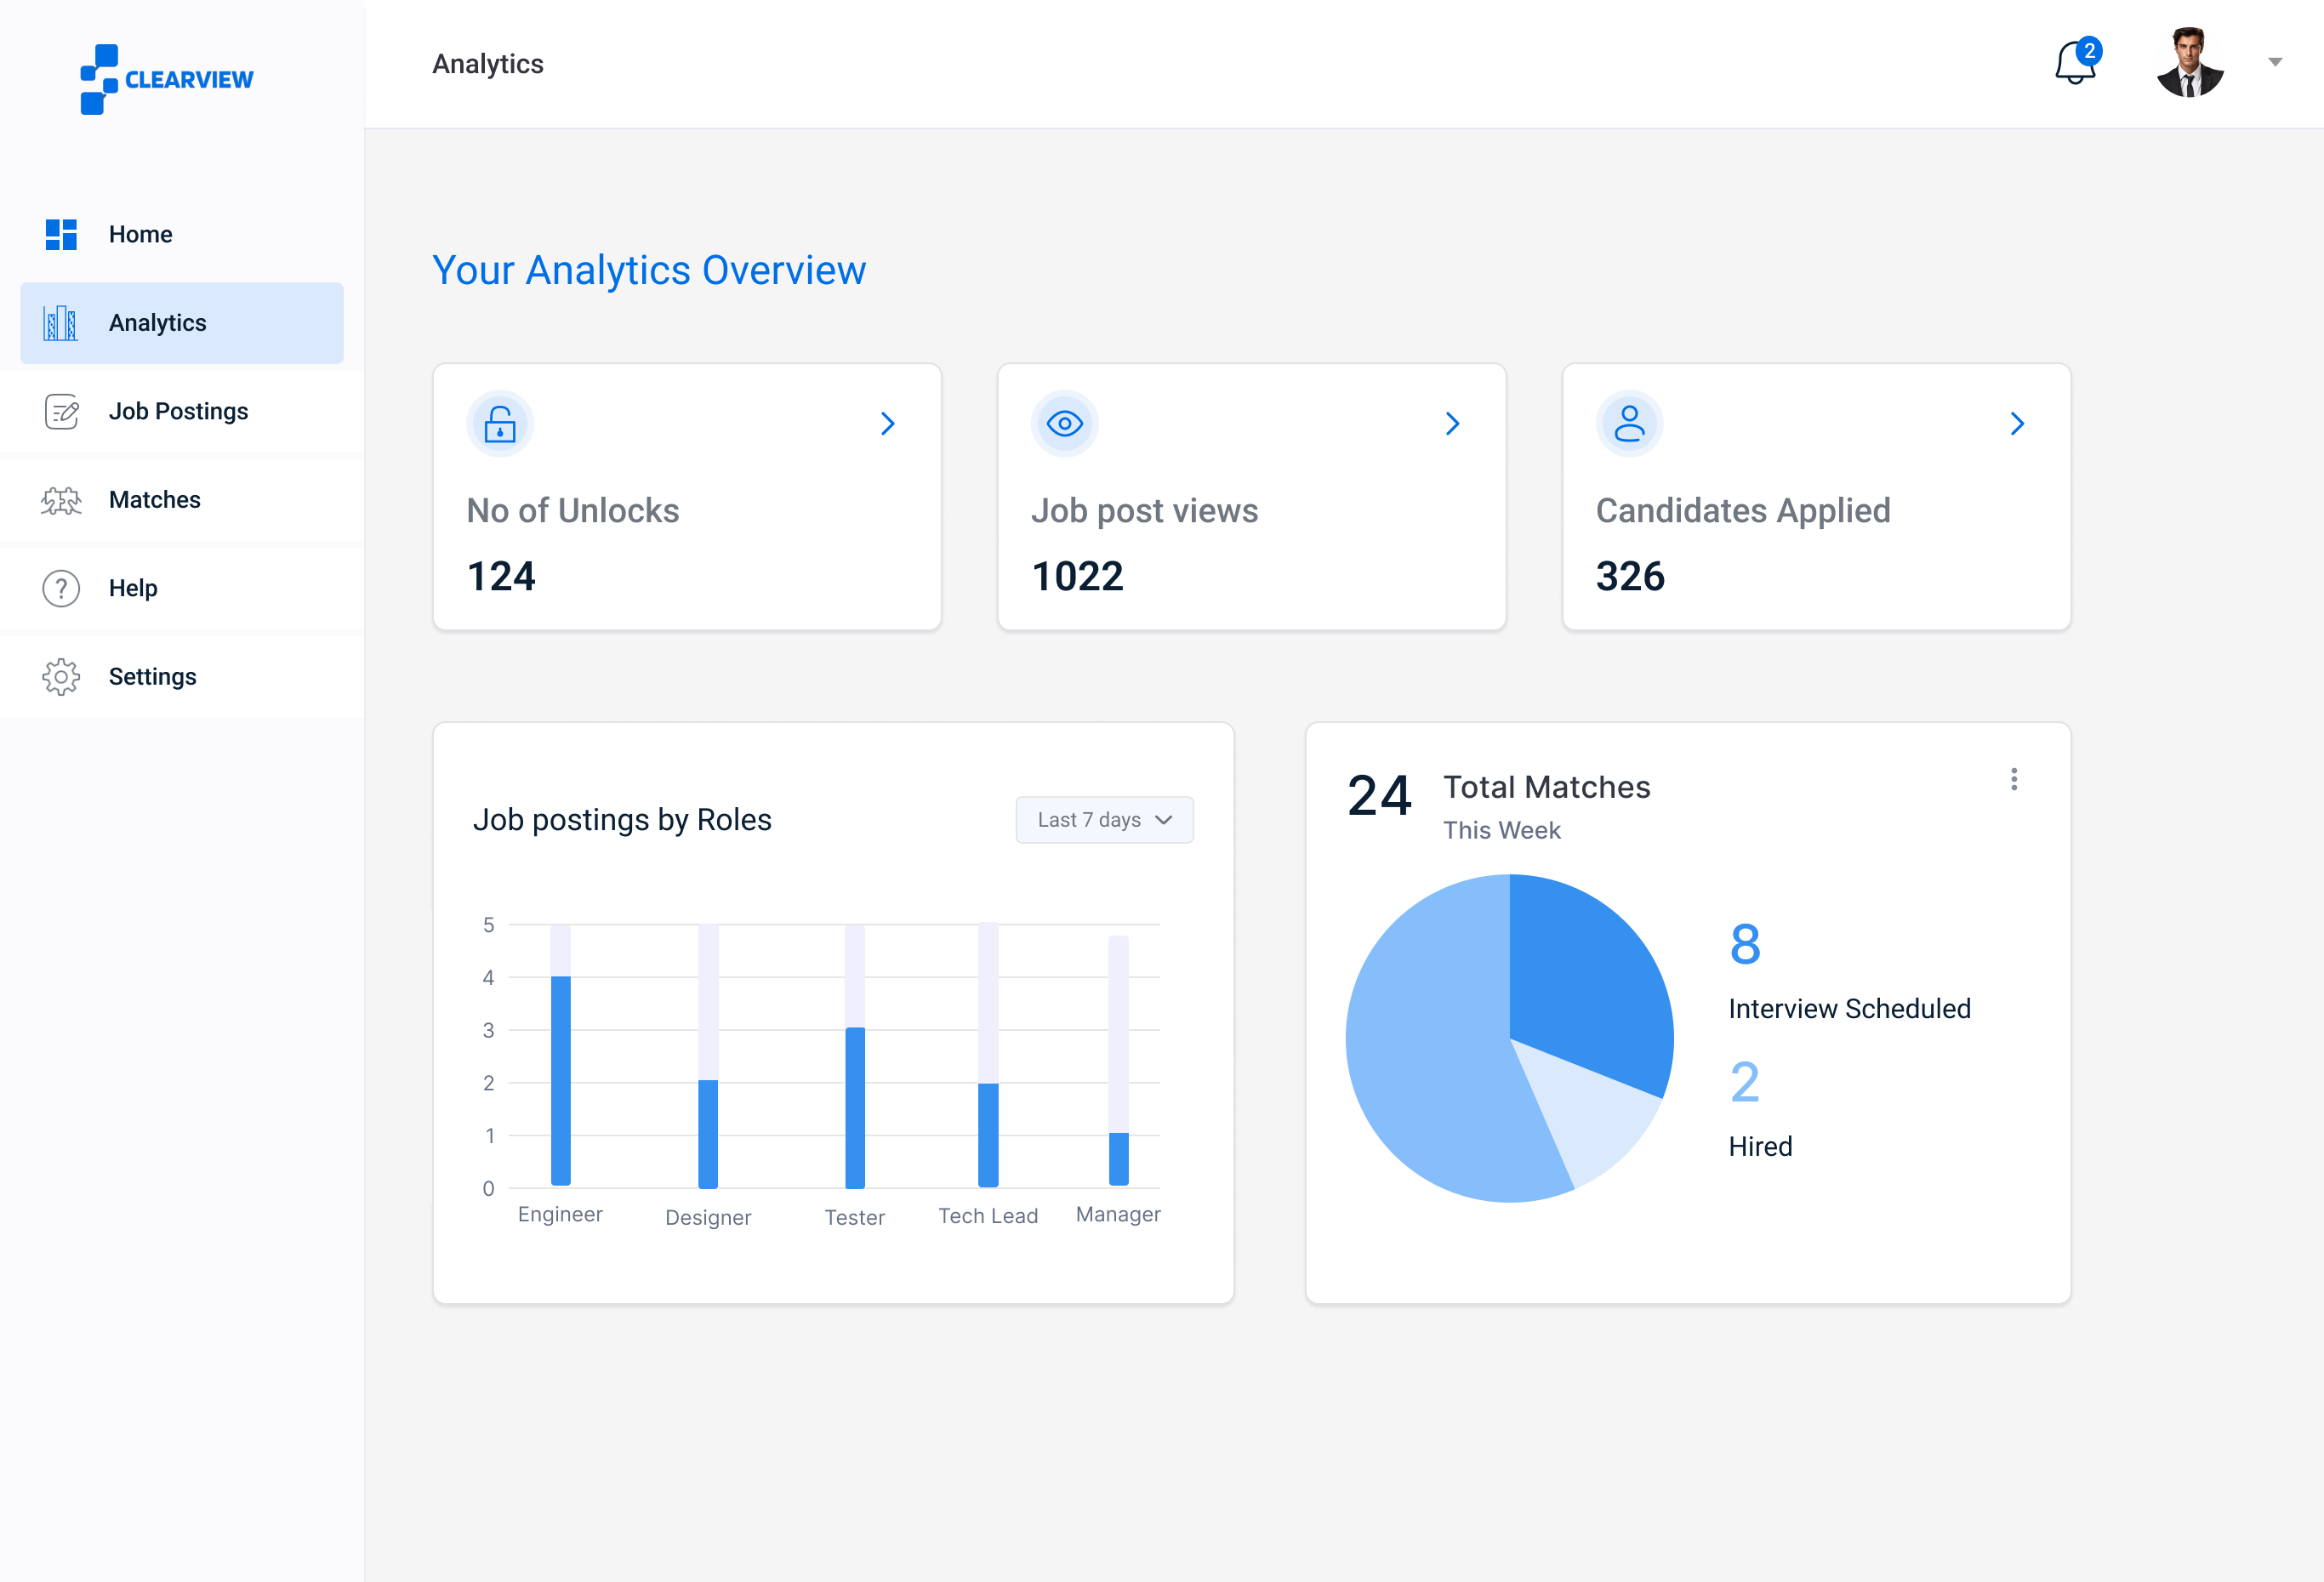 CLEARVIEW
Analytics
2
Home
Analytics
Job Postings
Matches
Help
Settings
Your Analytics Overview
No of Unlocks
124
Job post views
1022
Candidates Applied
326
Job postings by Roles
Last 7 days
5
4
3
2
1
0
Engineer
Designer
Tester
Tech Lead
Manager
24
Total Matches
This Week
8
Interview Scheduled
2
Hired